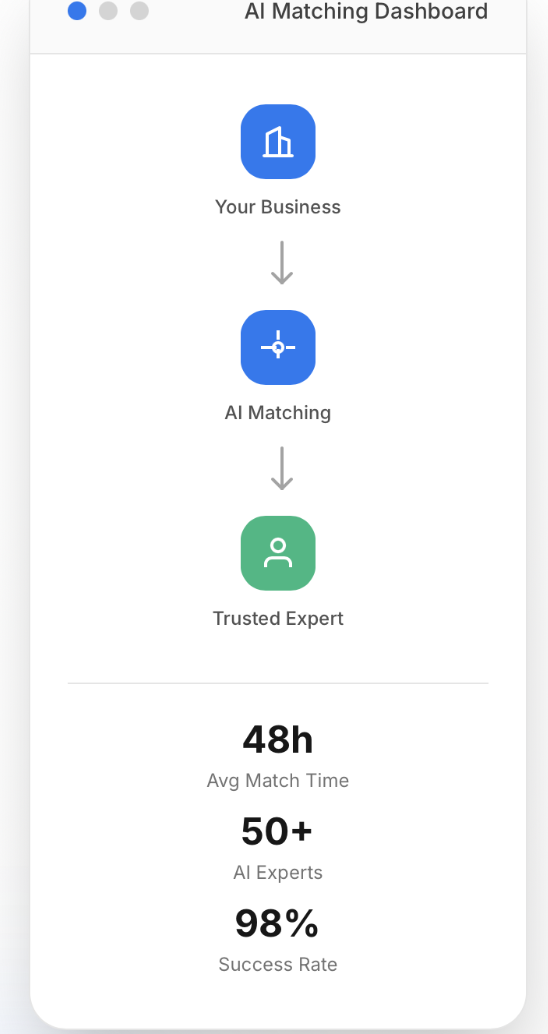 AI Matching Dashboard
Your Business
AI Matching
Trusted Expert
48h
Avg Match Time
50+
AI Experts
98%
Success Rate